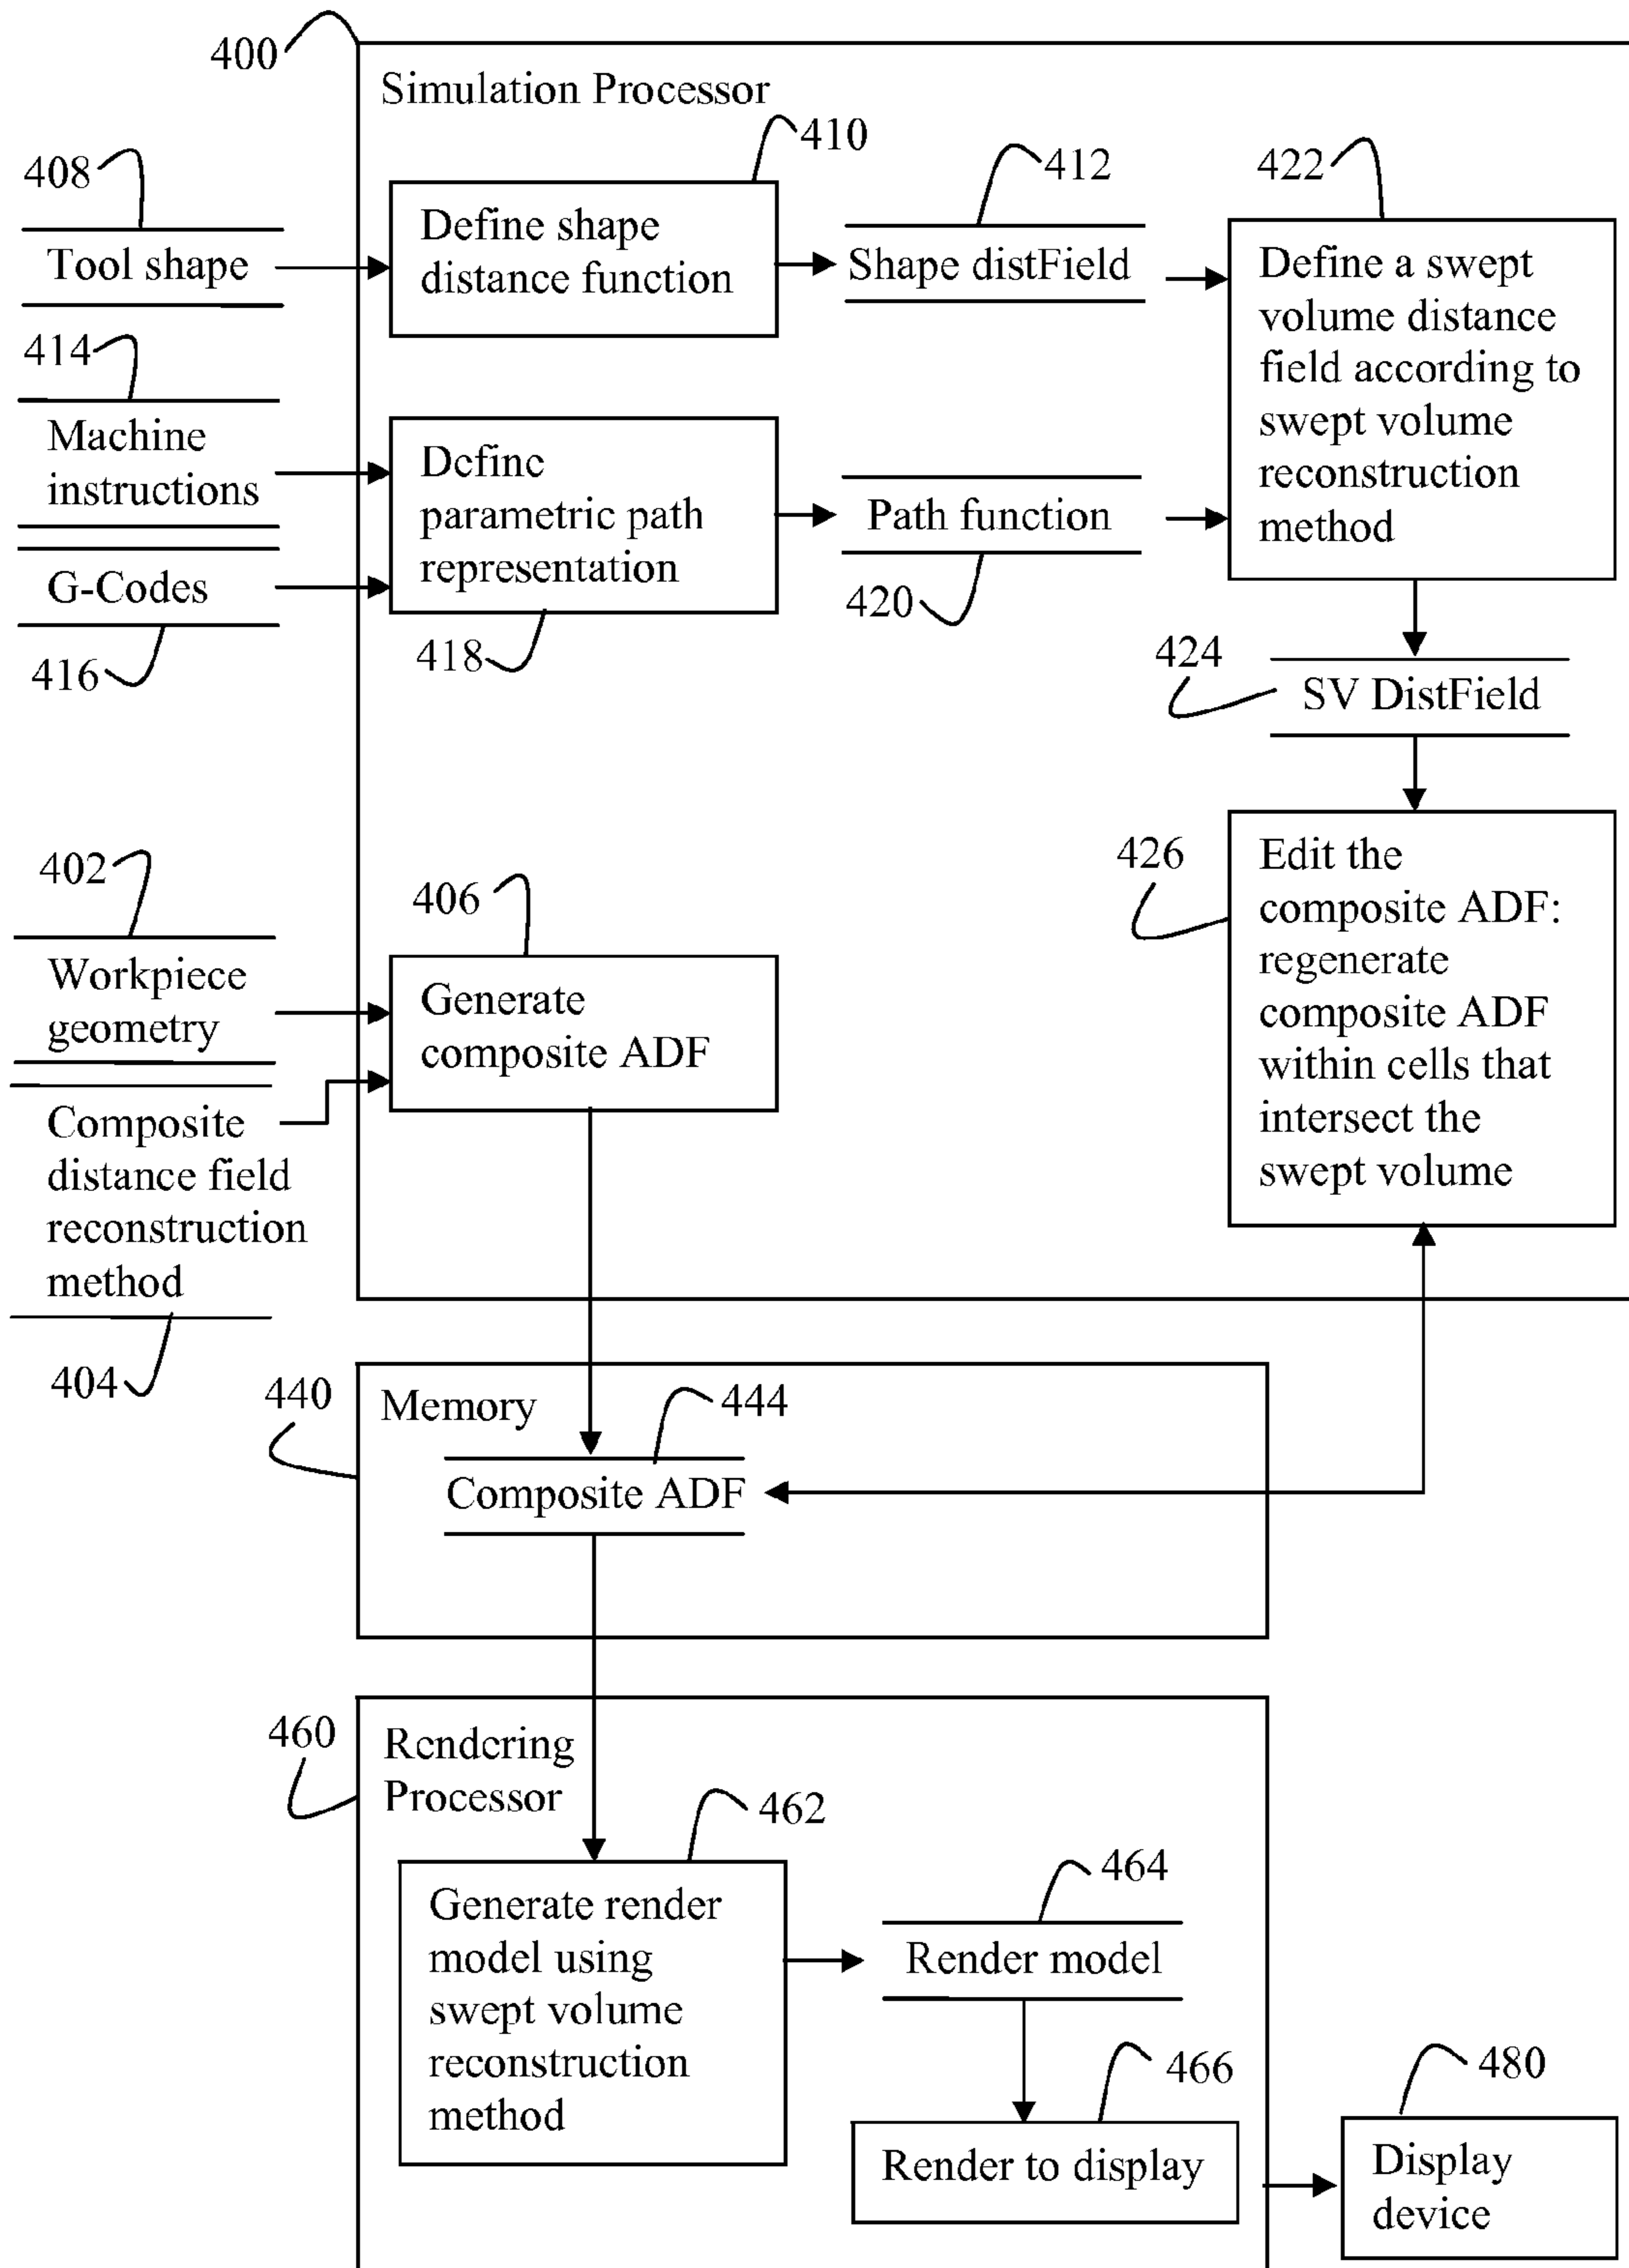 400
Simulation Processor
410
408
412
422
Tool shape
Define shape
distance function
Shape distField
Define a swept
volume distance
field according to
swept volume
reconstruction
method
414
Machine
instructions
G-Codes
416
Define
parametric path
representation
418
Path function
420
424
SV DistField
402
406
426
Edit the
composite ADF:
regenerate
composite ADF
within cells that
intersect the
swept volume
Workpiece
geometry
Generate
composite ADF
Composite
distance field
reconstruction
method
404
440
Memory
444
Composite ADF
460
Rendering
Processor
462
464
Generate render
model using
swept volume
reconstruction
method
Render model
466
480
Render to display
Display
device